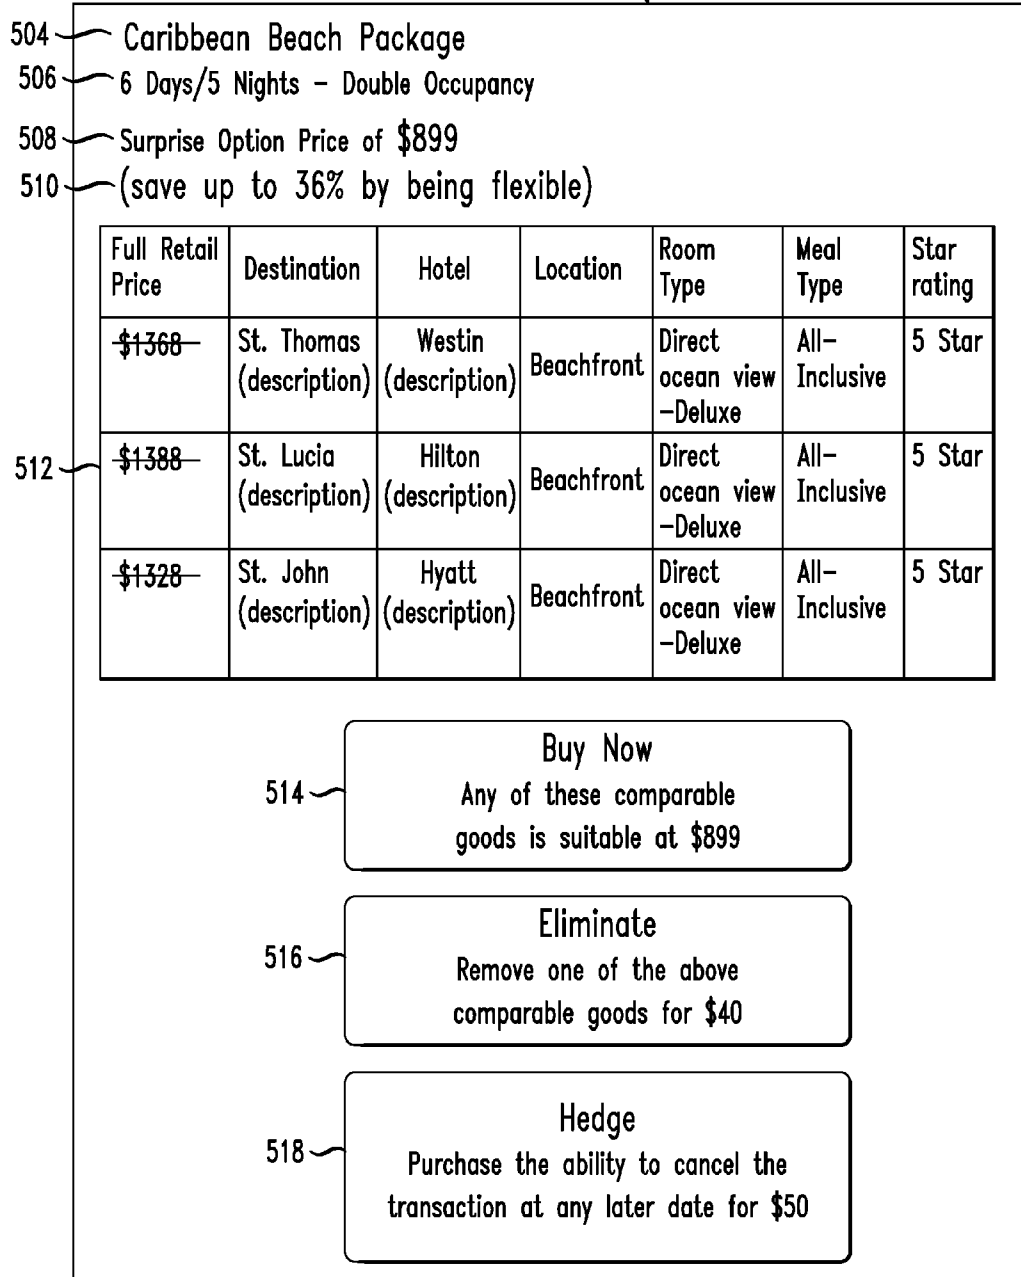 504 Caribbean Beach Package
506 6 Days/5 Nights – Double Occupancy
508 Surprise Option Price of $899
510 (save up to 36% by being flexible)
Full Retail Price Destination Hotel Location Room Type Meal Type Star rating
$1368 St. Thomas (description) Westin (description) Beachfront Direct ocean view –Deluxe All– Inclusive 5 Star
512 $1388 St. Lucia (description) Hilton (description) Beachfront Direct ocean view –Deluxe All– Inclusive 5 Star
$1328 St. John (description) Hyatt (description) Beachfront Direct ocean view –Deluxe All– Inclusive 5 Star
Buy Now
514 Any of these comparable
goods is suitable at $899
Eliminate
516 Remove one of the above
comparable goods for $40
Hedge
518 Purchase the ability to cancel the
transaction at any later date for $50